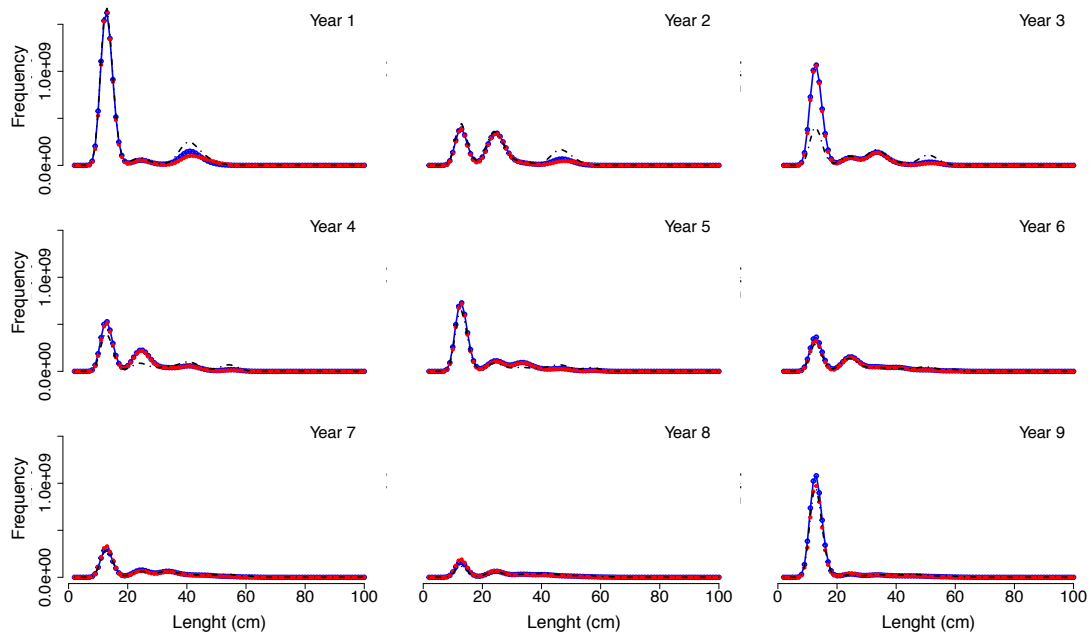 Year 1
Year 2
Year 3
Frequency
1.0e+09
0.0e+00
Year 4
Year 5
Year 6
Frequency
1.0e+09
0.0e+00
Year 7
Year 8
Year 9
Frequency
1.0e+09
0.0e+00
0 20 40 60 80 100
0 20 40 60 80 100
0 20 40 60 80 100
Lenght (cm)
Lenght (cm)
Lenght (cm)